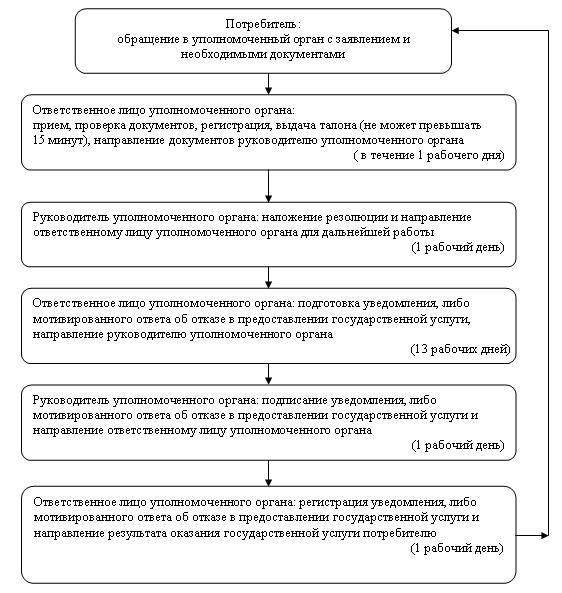 Потребитель:
обращение в уполномоченный орган с заявлением и
необходимыми документами
Ответственное лицо уполномоченного органа:
прием, проверка документов, регистрация, выдача талона (не может превышать
15 минут), направление документов руководителю уполномоченного органа
( в течение 1 рабочего дня)
Руководитель уполномоченного органа: наложение резолюции и направление
ответственному лицу уполномоченного органа для дальнейшей работы
(1 рабочий день)
Ответственное лицо уполномоченного органа: подготовка уведомления, либо
мотивированного ответа об отказе в предоставлении государственной услуги,
направление руководителю уполномоченного органа
(13 рабочих дней)
Руководитель уполномоченного органа: подписание уведомления, либо
мотивированного ответа об отказе в предоставлении государственной услуги и
направление ответственному лицу уполномоченного органа
(1 рабочий день)
Ответственное лицо уполномоченного органа: регистрация уведомления, либо
мотивированного ответа об отказе в предоставлении государственной услуги и
направление результата оказания государственной услуги потребителю
(1 рабочий день)